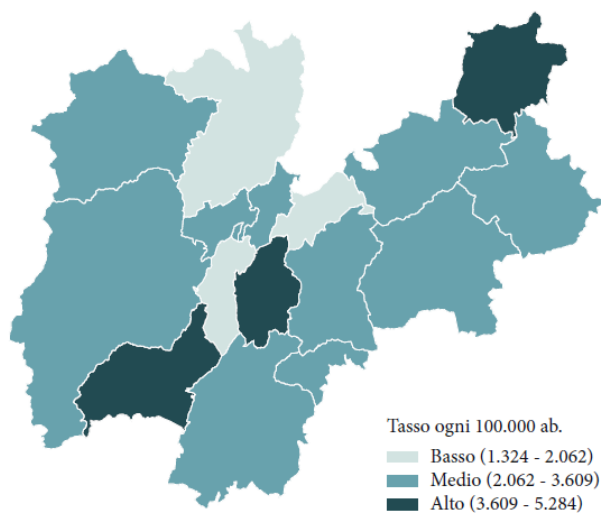 Tasso ogni 100.000 ab.
Basso (1.324 - 2.062)
Medio (2.062 - 3.609)
Alto (3.609 - 5.284)